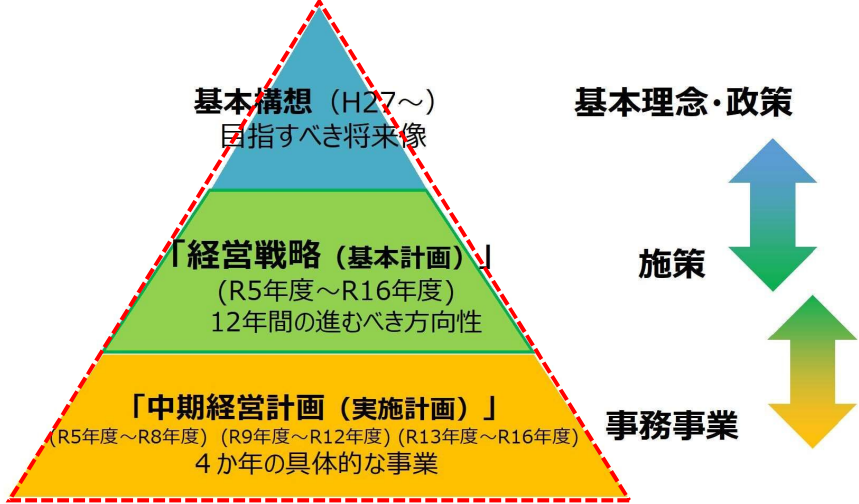 基本構想（H27～）
目指すべき将来像
基本理念・政策
「経営戦略（基本計画）」
(R5年度～R16年度)
12年間の進むべき方向性
施策
「中期経営計画（実施計画）」
(R5年度～R8年度) (R9年度～R12年度) (R13年度～R16年度)
４か年の具体的な事業
事務事業